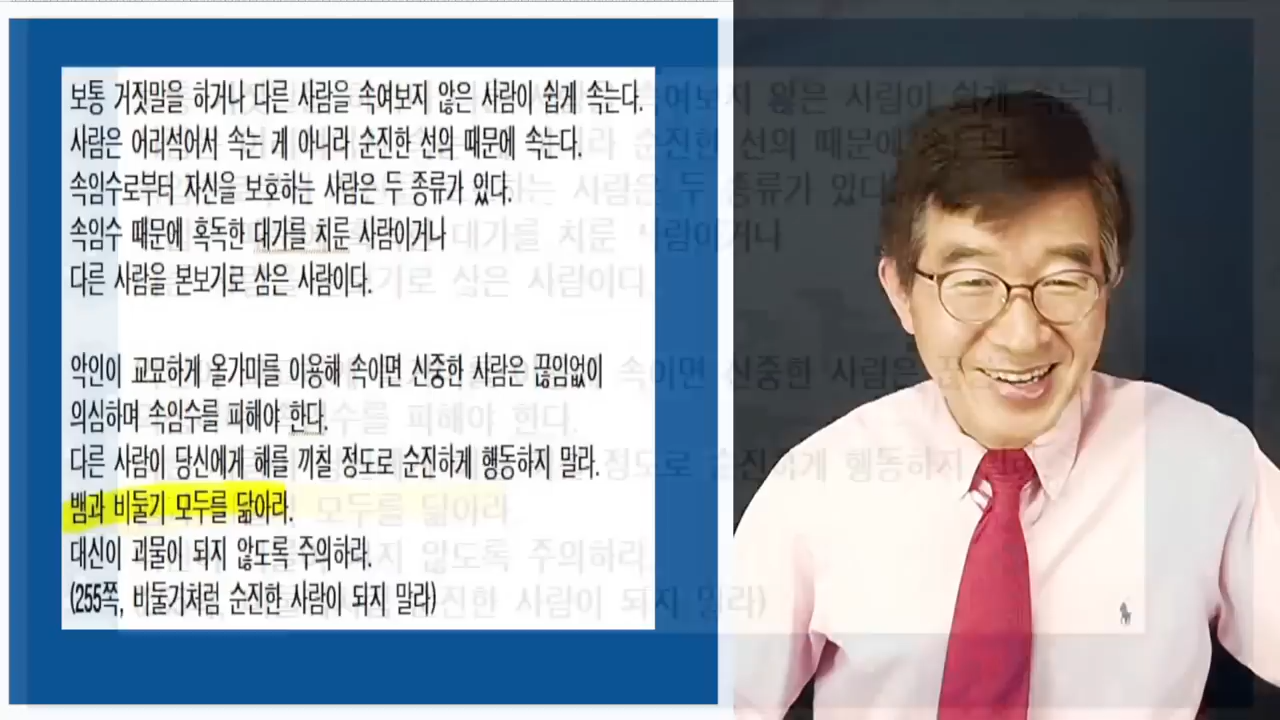 보통 거짓말을 하거나 다른 사람을 속여보지 않은 사람이 쉽게 속는다.
사람은 어리석어서 속는 게 아니라 순진한 선의 때문에 속는다.
속임수로부터 자신을 보호하는 사람은 두 종류가 있다.
속임수 때문에 혹독한 대가를 치룬 사람이거나
다른 사람을 본보기로 삼은 사람이다.
악인이 교묘하게 올가미를 이용해 속이면 신중한 사람은 끊임없이
의심하며 속임수를 피해야 한다.
다른 사람이 당신에게 해를 끼칠 정도로 순진하게 행동하지 말라.
뱀과 비둘기 모두를 닮아라.
대신이 괴물이 되지 않도록 주의하라.
(255쪽, 비둘기처럼 순진한 사람이 되지 말라)